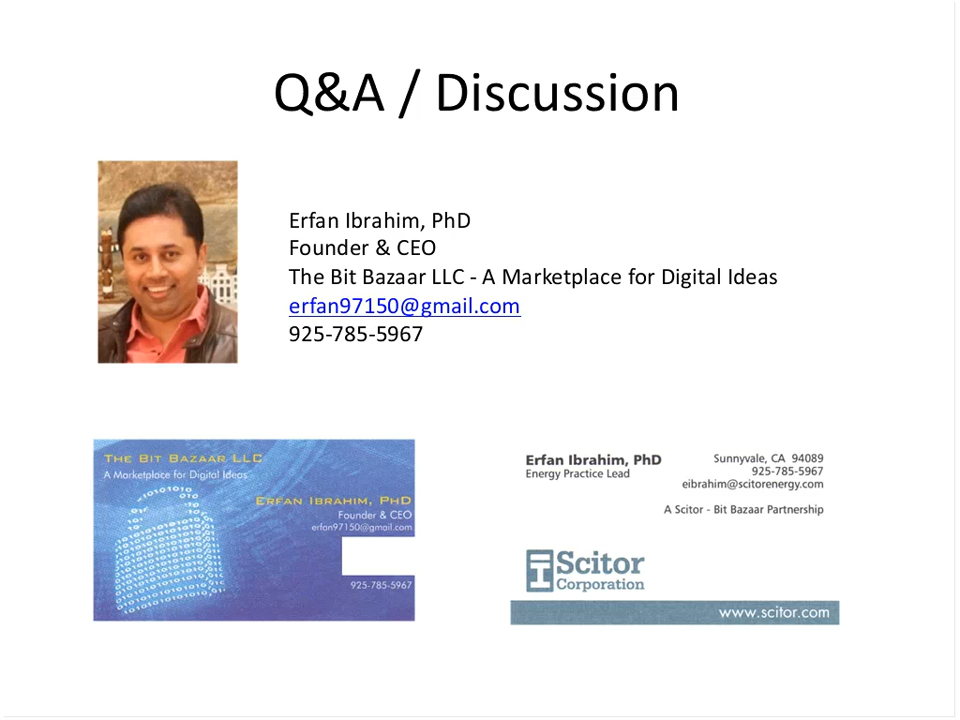 Q&A / Discussion
Erfan Ibrahim, PhD
Founder & CEO
The Bit Bazaar LLC - A Marketplace for Digital Ideas
erfan97150@gmail.com
925-785-5967
The Bit Bazaar LLC
A Marketplace for Digital Ideas
Erfan Ibrahim, PhD
Founder & CEO
erfan97150@gmail.com
925-785-5967
Erfan Ibrahim, PhD
Energy Practice Lead
Sunnyvale, CA 94089
925-785-5967
eibrahim@scitorenergy.com
A Scitor - Bit Bazaar Partnership
Scitor
Corporation
www.scitor.com